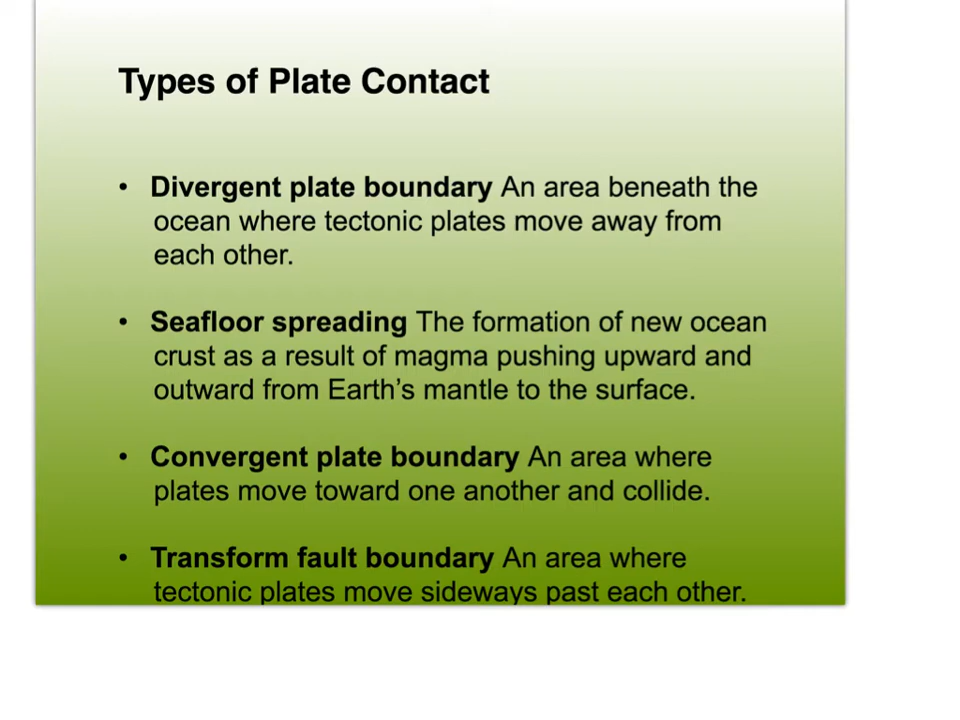 Types of Plate Contact
• Divergent plate boundary An area beneath the
ocean where tectonic plates move away from
each other.
• Seafloor spreading The formation of new ocean
crust as a result of magma pushing upward and
outward from Earth’s mantle to the surface.
• Convergent plate boundary An area where
plates move toward one another and collide.
• Transform fault boundary An area where
tectonic plates move sideways past each other.